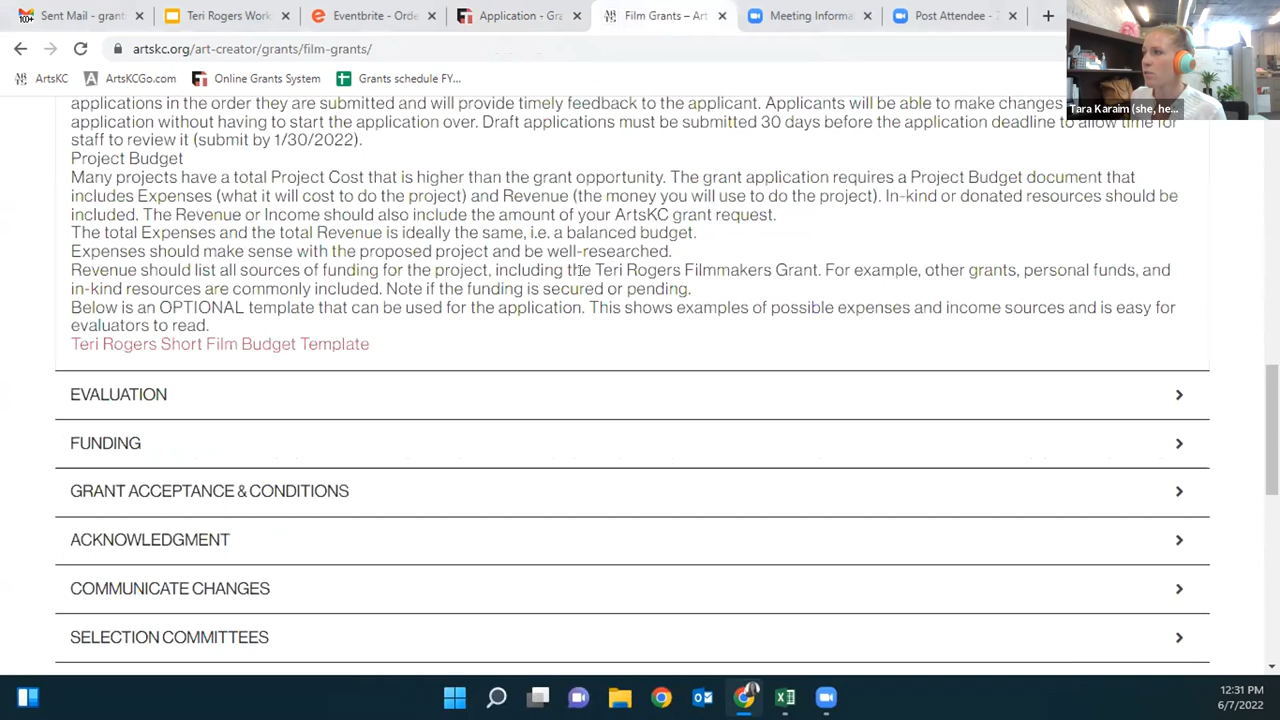 Sent Mail - grant
Teri Rogers Work
Eventbrite - Orde
Application - Gra
Film Grants – Art
Meeting Informa
Post Attendee - Z
artskc.org/art-creator/grants/film-grants/
ArtsKC
ArtsKCGo.com
Online Grants System
Grants schedule FY...
Tara Karaim (she, he...
applications in the order they are submitted and will provide timely feedback to the applicant. Applicants will be able to make changes
application without having to start the application over. Draft applications must be submitted 30 days before the application deadline to allow time for
staff to review it (submit by 1/30/2022).
Project Budget
Many projects have a total Project Cost that is higher than the grant opportunity. The grant application requires a Project Budget document that
includes Expenses (what it will cost to do the project) and Revenue (the money you will use to do the project). In-kind or donated resources should be
included. The Revenue or Income should also include the amount of your ArtsKC grant request.
The total Expenses and the total Revenue is ideally the same, i.e. a balanced budget.
Expenses should make sense with the proposed project and be well-researched.
Revenue should list all sources of funding for the project, including the Teri Rogers Filmmakers Grant. For example, other grants, personal funds, and
in-kind resources are commonly included. Note if the funding is secured or pending.
Below is an OPTIONAL template that can be used for the application. This shows examples of possible expenses and income sources and is easy for
evaluators to read.
Teri Rogers Short Film Budget Template
EVALUATION
FUNDING
GRANT ACCEPTANCE & CONDITIONS
ACKNOWLEDGMENT
COMMUNICATE CHANGES
SELECTION COMMITTEES
12:31 PM
6/7/2022